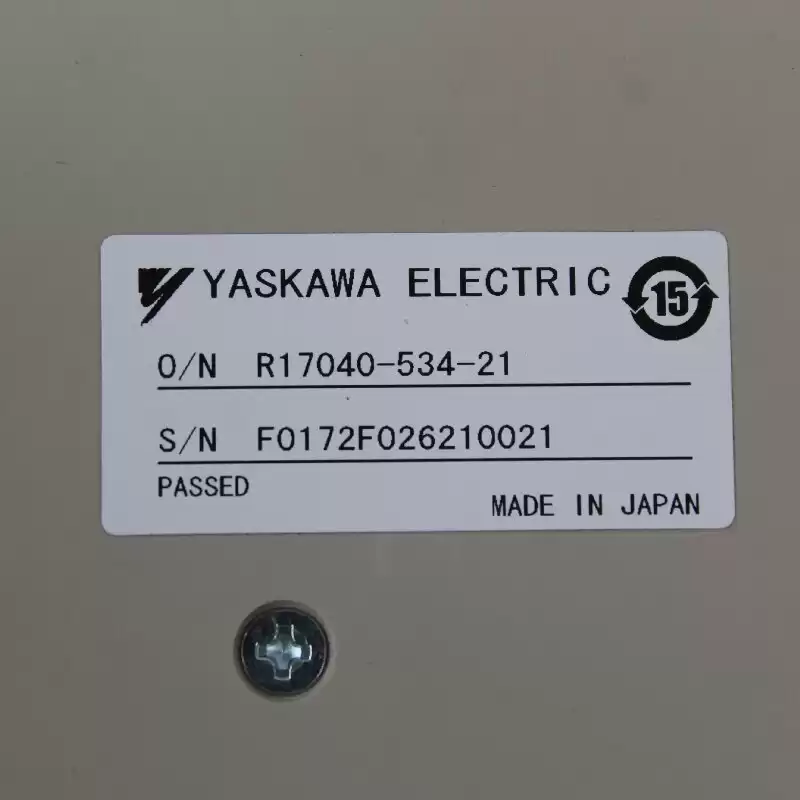 YASKAWA ELECTRIC
15
O/N R17040-534-21
S/N F0172F026210021
PASSED
MADE IN JAPAN